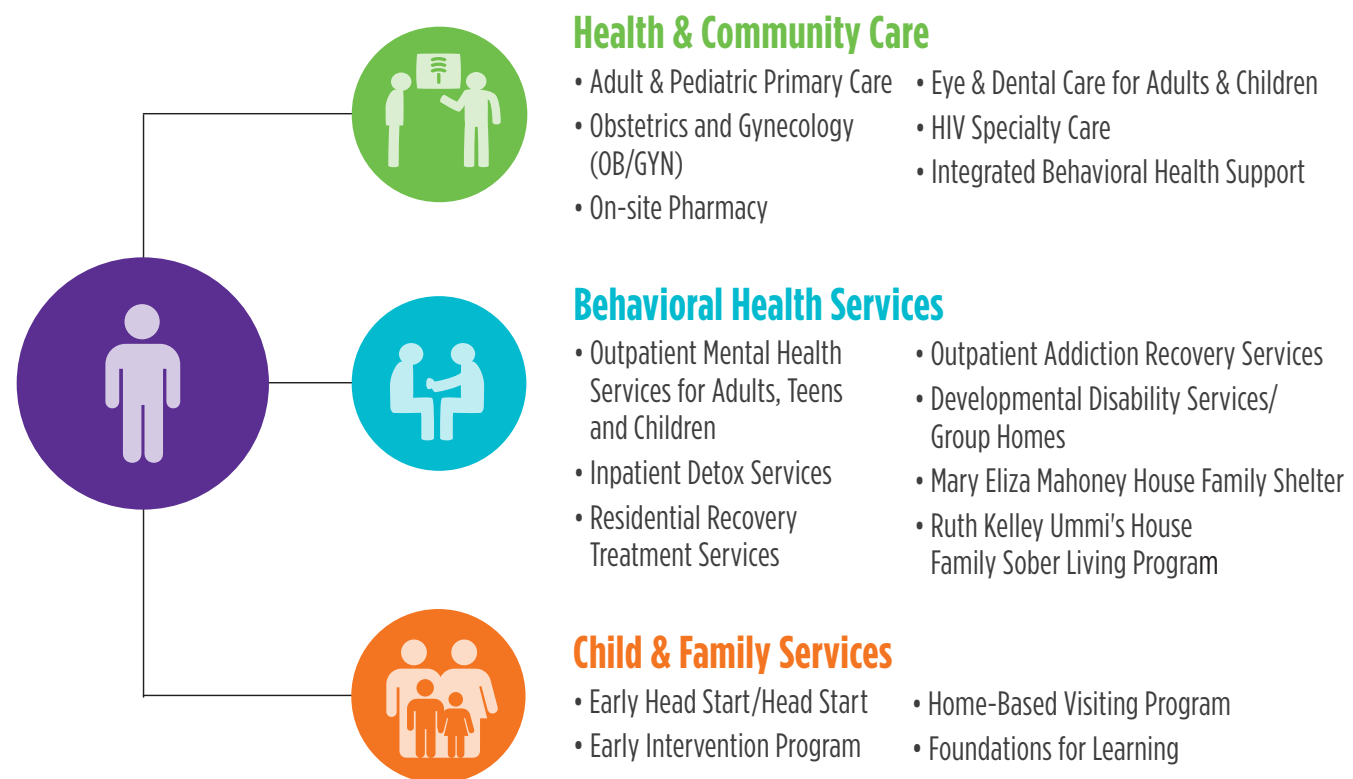 Health & Community Care
• Adult & Pediatric Primary Care
• Obstetrics and Gynecology
(OB/GYN)
• On-site Pharmacy
• Eye & Dental Care for Adults & Children
• HIV Specialty Care
• Integrated Behavioral Health Support
Behavioral Health Services
• Outpatient Mental Health
Services for Adults, Teens
and Children
• Inpatient Detox Services
• Residential Recovery
Treatment Services
• Outpatient Addiction Recovery Services
• Developmental Disability Services/
Group Homes
• Mary Eliza Mahoney House Family Shelter
• Ruth Kelley Ummi's House
Family Sober Living Program
Child & Family Services
• Early Head Start/Head Start
• Early Intervention Program
• Home-Based Visiting Program
• Foundations for Learning